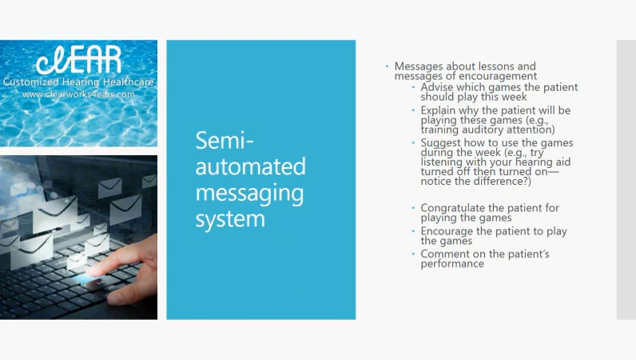 clEAR
Customized Hearing Healthcare
www.clearworks4ears.com
Semi-
automated
messaging
system
Messages about lessons and
messages of encouragement
Advise which games the patient
should play this week
Explain why the patient will be
playing these games (e.g.,
training auditory attention)
Suggest how to use the games
during the week (e.g., try
listening with your hearing aid
turned off then turned on—
notice the difference?)
Congratulate the patient for
playing the games
Encourage the patient to play
the games
Comment on the patient's
performance